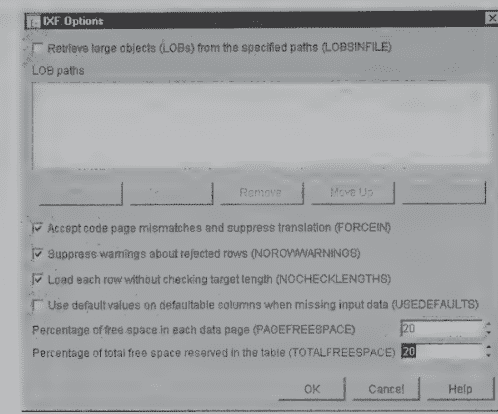 IXF Options
Retrieve large objects (LOBs) from the specified paths (LOBSINFILE)
LOB paths
Remove
Move Up
Accept code page mismatches and suppress translation (FORCEIN)
Suppress warnings about rejected rows (NOROWWARNINGS)
Load each row without checking target length (NOCHECKLENGTHS)
Use default values on defaultable columns when missing input data (USEDEFAULTS)
Percentage of free space in each data page (PAGEFREESPACE) 20
Percentage of total free space reserved in the table (TOTALFREESPACE) 20
OK Cancel Help